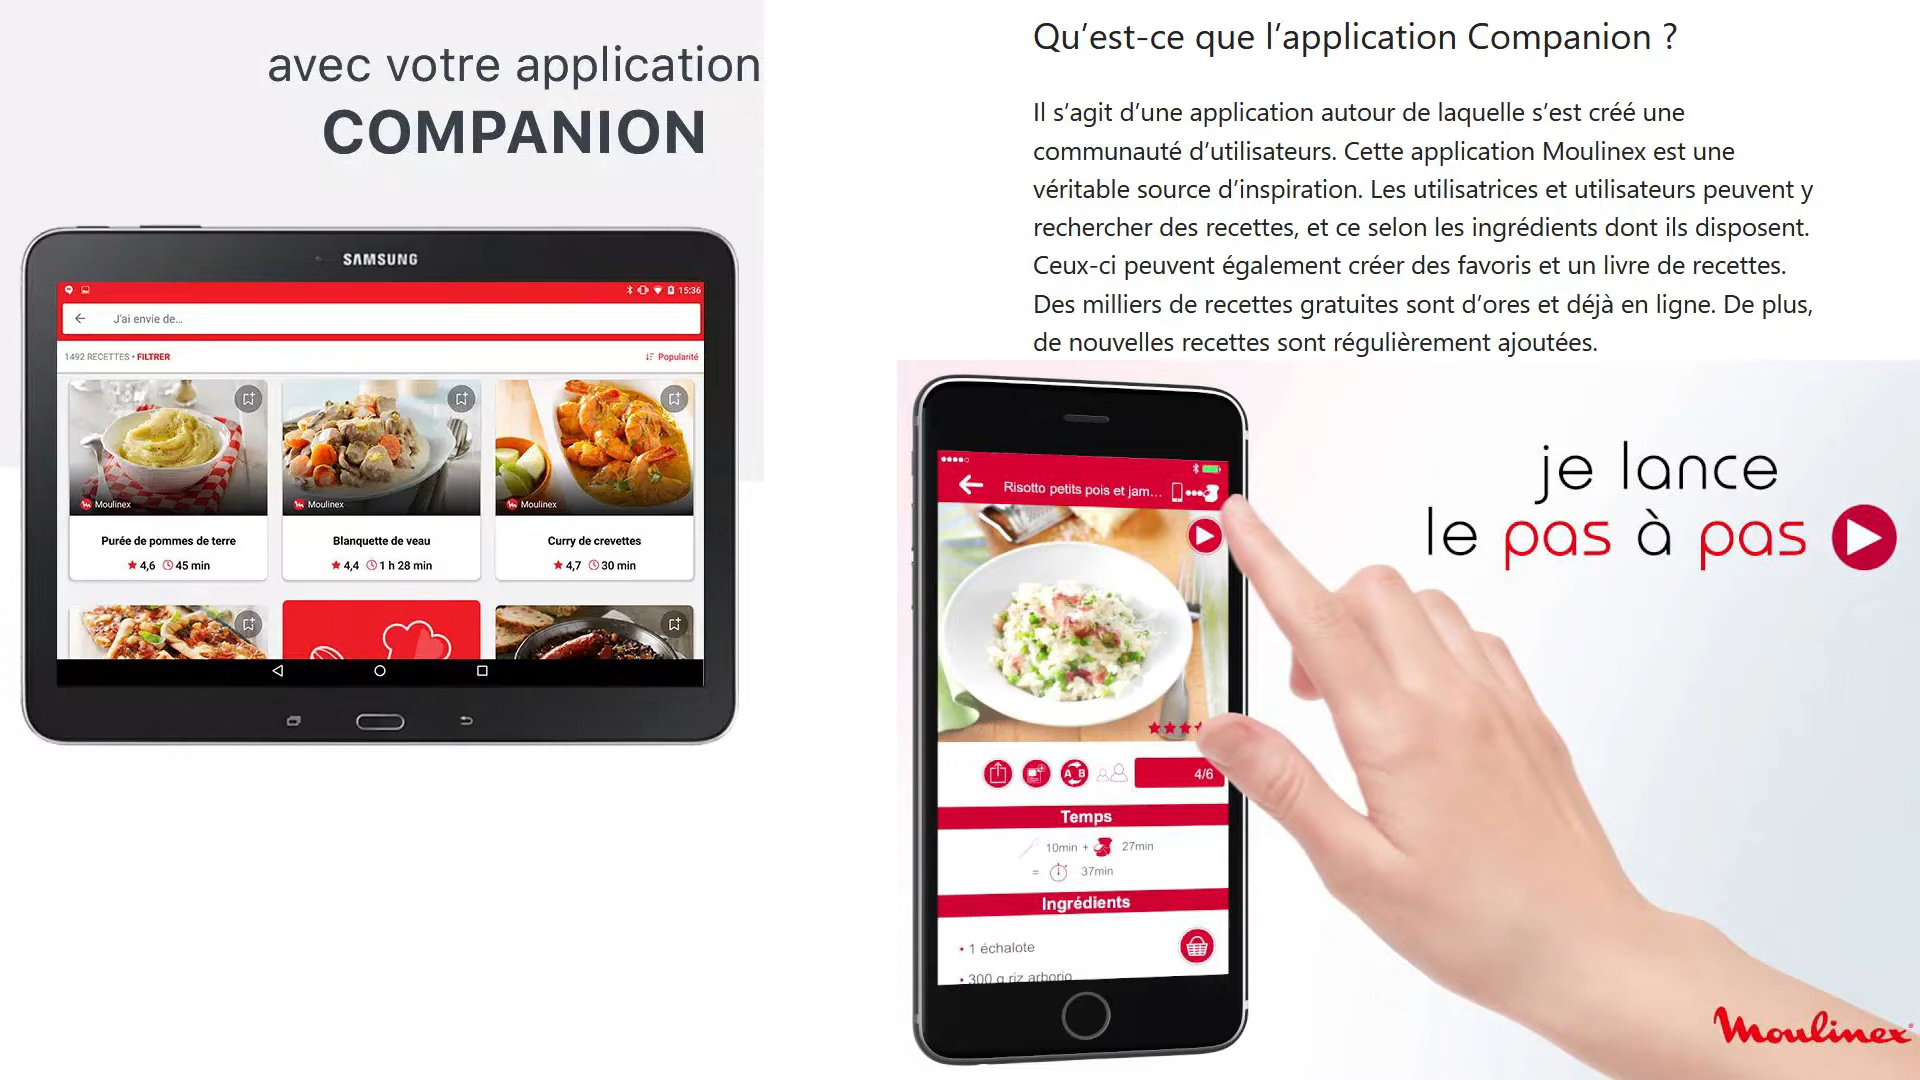 avec votre application
COMPANION
SAMSUNG
15:36
J'ai envie de...
1492 RECETTES • FILTRER
Popularité
Moulinex
Moulinex
Moulinex
Purée de pommes de terre
Blanquette de veau
Curry de crevettes
4,6 45 min
4,4 1 h 28 min
4,7 30 min
Qu’est-ce que l’application Companion ?
Il s’agit d’une application autour de laquelle s’est créé une
communauté d’utilisateurs. Cette application Moulinex est une
véritable source d’inspiration. Les utilisatrices et utilisateurs peuvent y
rechercher des recettes, et ce selon les ingrédients dont ils disposent.
Ceux-ci peuvent également créer des favoris et un livre de recettes.
Des milliers de recettes gratuites sont d’ores et déjà en ligne. De plus,
de nouvelles recettes sont régulièrement ajoutées.
Risotto petits pois et jam...
A B
4/6
Temps
10min + 27min
= 37min
Ingrédients
• 1 échalote
• 300 g riz arborio
je lance
le pas à pas
Moulinex